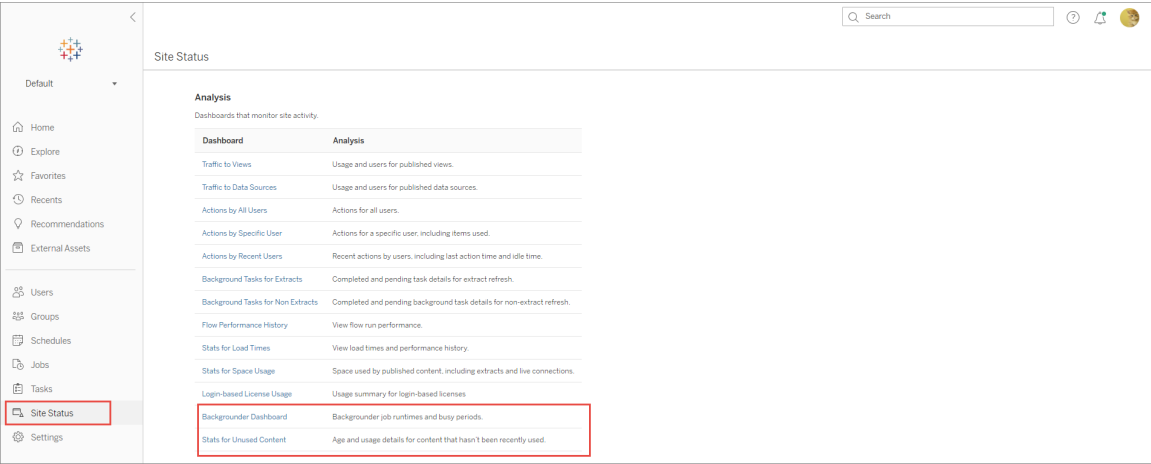 Search
Site Status
Default
Home
Explore
Favorites
Recents
Recommendations
External Assets
Users
Groups
Schedules
Jobs
Tasks
Site Status
Settings
Analysis
Dashboards that monitor site activity.
Dashboard Analysis
Traffic to Views Usage and users for published views.
Traffic to Data Sources Usage and users for published data sources.
Actions by All Users Actions for all users.
Actions by Specific User Actions for a specific user, including items used.
Actions by Recent Users Recent actions by users, including last action time and idle time.
Background Tasks for Extracts Completed and pending task details for extract refresh.
Background Tasks for Non Extracts Completed and pending background task details for non-extract refresh.
Flow Performance History View flow run performance.
Stats for Load Times View load times and performance history.
Stats for Space Usage Space used by published content, including extracts and live connections.
Login-based License Usage Usage summary for login-based licenses
Backgrounder Dashboard Backgrounder job runtimes and busy periods.
Stats for Unused Content Age and usage details for content that hasn't been recently used.